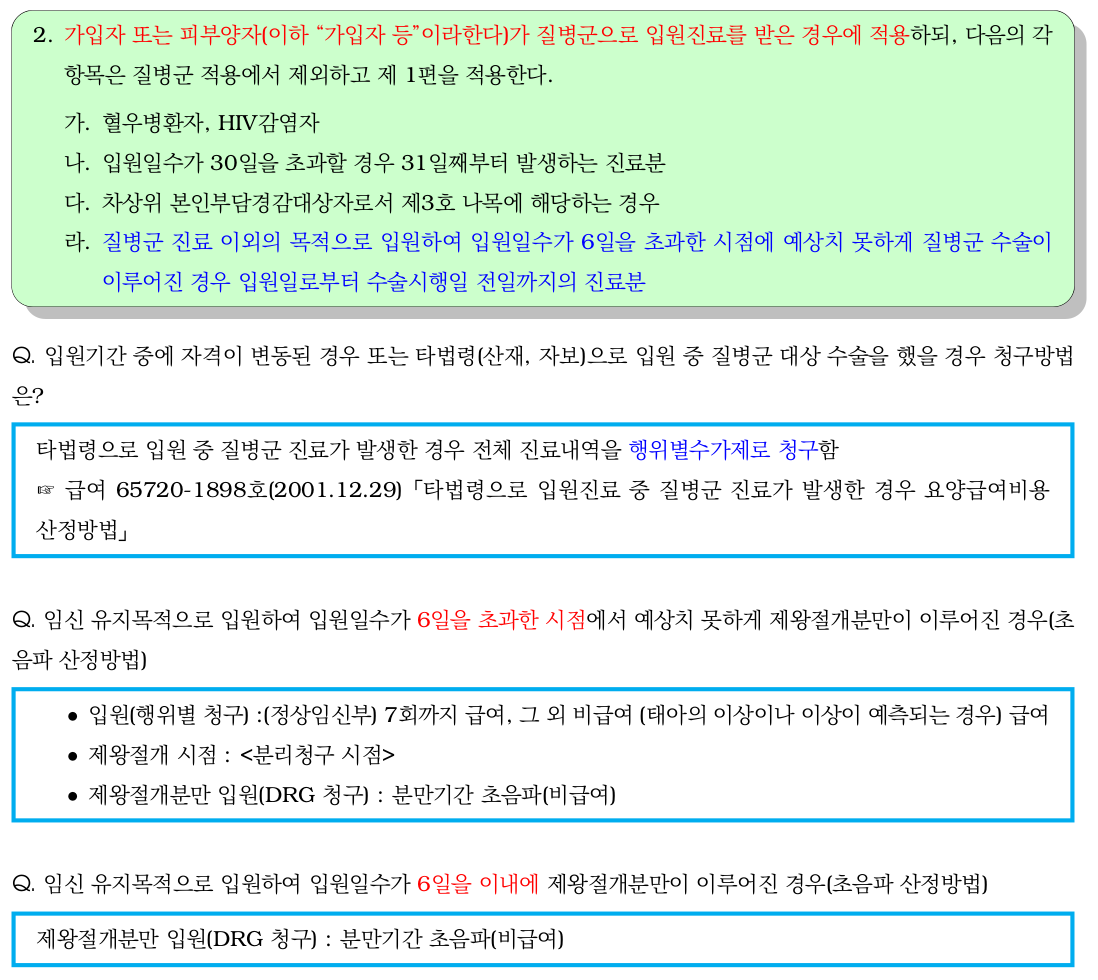 2. 가입자 또는 피부양자(이하 “가입자 등”이라한다)가 질병군으로 입원진료를 받은 경우에 적용하되, 다음의 각
항목은 질병군 적용에서 제외하고 제 1편을 적용한다.
가. 혈우병환자, HIV감염자
나. 입원일수가 30일을 초과할 경우 31일째부터 발생하는 진료분
다. 차상위 본인부담경감대상자로서 제3호 나목에 해당하는 경우
라. 질병군 진료 이외의 목적으로 입원하여 입원일수가 6일을 초과한 시점에 예상치 못하게 질병군 수술이
이루어진 경우 입원일로부터 수술시행일 전일까지의 진료분
Q. 입원기간 중에 자격이 변동된 경우 또는 타법령(산재, 자보)으로 입원 중 질병군 대상 수술을 했을 경우 청구방법
은?
타법령으로 입원 중 질병군 진료가 발생한 경우 전체 진료내역을 행위별수가제로 청구함
☞ 급여 65720-1898호(2001.12.29)「타법령으로 입원진료 중 질병군 진료가 발생한 경우 요양급여비용
산정방법」
Q. 임신 유지목적으로 입원하여 입원일수가 6일을 초과한 시점에서 예상치 못하게 제왕절개분만이 이루어진 경우(초
음파 산정방법)
• 입원(행위별 청구) :(정상임신부) 7회까지 급여, 그 외 비급여 (태아의 이상이나 이상이 예측되는 경우) 급여
• 제왕절개 시점 : <분리청구 시점>
• 제왕절개분만 입원(DRG 청구) : 분만기간 초음파(비급여)
Q. 임신 유지목적으로 입원하여 입원일수가 6일을 이내에 제왕절개분만이 이루어진 경우(초음파 산정방법)
제왕절개분만 입원(DRG 청구) : 분만기간 초음파(비급여)